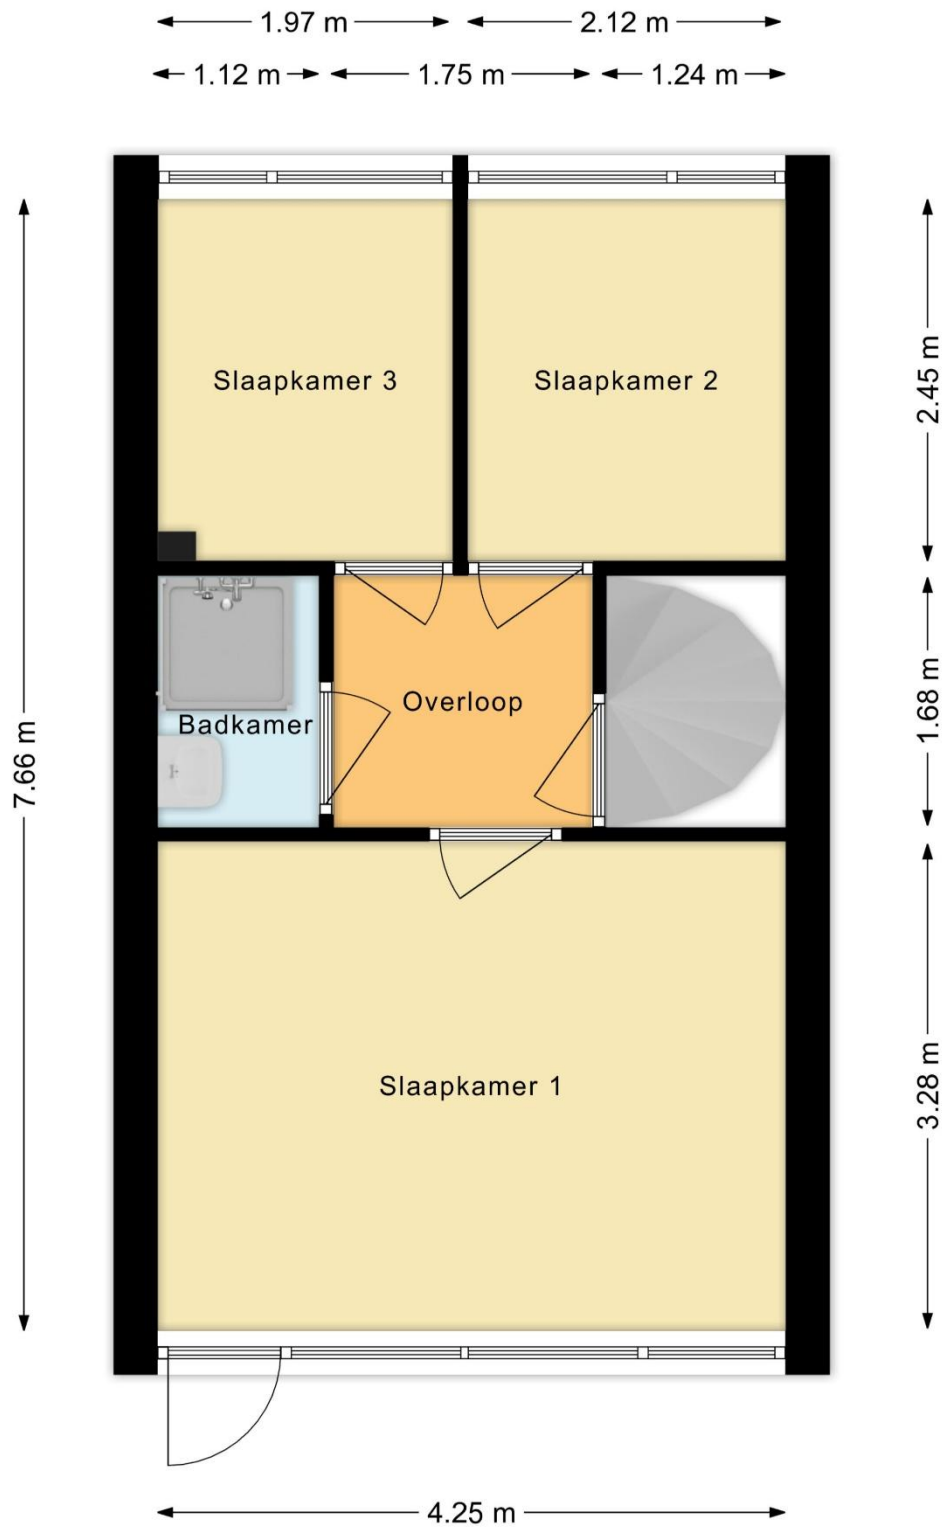 1.97 m
2.12 m
1.12 m
1.75 m
1.24 m
Slaapkamer 3
Slaapkamer 2
2.45 m
Overloop
Badkamer
1.68 m
7.66 m
Slaapkamer 1
3.28 m
4.25 m